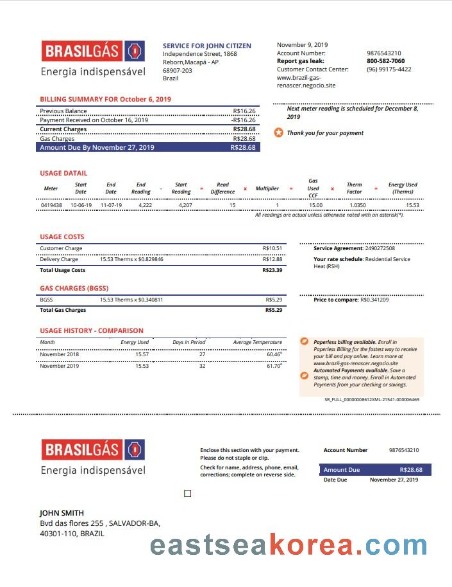 BRASILGÁS
Energia indispensável
SERVICE FOR JOHN CITIZEN
Independence Street, 1868
Reborn,Macapá - AP
68907-203
Brazil
November 9, 2019
Account Number: 9876543210
Report gas leak: 800-582-7060
Customer Contact Center: (96) 99175-4422
www.brazil-gas-
renascer.negocio.site
BILLING SUMMARY FOR October 6, 2019
Previous Balance R$16.26
Payment Received on October 16, 2019 -R$16.26
Current Charges R$28.68
Gas Charges R$28.68
Amount Due By November 27, 2019 R$28.68
Next meter reading is scheduled for December 8,
2019
Thank you for your payment
USAGE DATAIL
Meter Start Date End Date End Reading - Start Reading = Read Difference x Multiplier = Gas Used CCF x Therm Factor = Energy Used (Therms)
0419438 10-06-19 11-07-19 4,222 4,207 15 1 15.00 1.0350 15.53
All readings are actual unless otherwise noted with on asterisk(*).
USAGE COSTS
Customer Charge R$10.51
Delivery Charge 15.53 Therms x $0.829846 R$12.88
Total Usage Costs R$23.39
Service Agreement: 2490272508
Your rate schedule: Residential Service
Heat (RSH)
GAS CHARGES (BGSS)
BGSS 15.53 Therms x $0.340811 R$5.29
Total Gas Charges R$5.29
Price to compare: R$0.341209
USAGE HISTORY - COMPARISON
Month Energy Used Days in Period Average Temperature
November 2018 15.57 27 60.46°
November 2019 15.53 32 61.70°
Paperless billing available. Enroll in
Paperless Billing for the fastest way to receive
your bill and pay online. Learn more at
www.brasil-gas-renascer.negocio.site
Automated Payments available. Save a
stamp, time and money. Enroll in Automated
Payments from your checking or savings.
BRASILGÁS
Energia indispensável
Enclose this section with your payment.
Please do not staple or clip.
Check for name, address, phone, email,
corrections; complete on reverse side.
Account Number 9876543210
Amount Due R$28.68
Date Due November 27, 2019
JOHN SMITH
Bvd das flores 255 , SALVADOR-BA,
40301-110, BRAZIL
eastseakorea.com